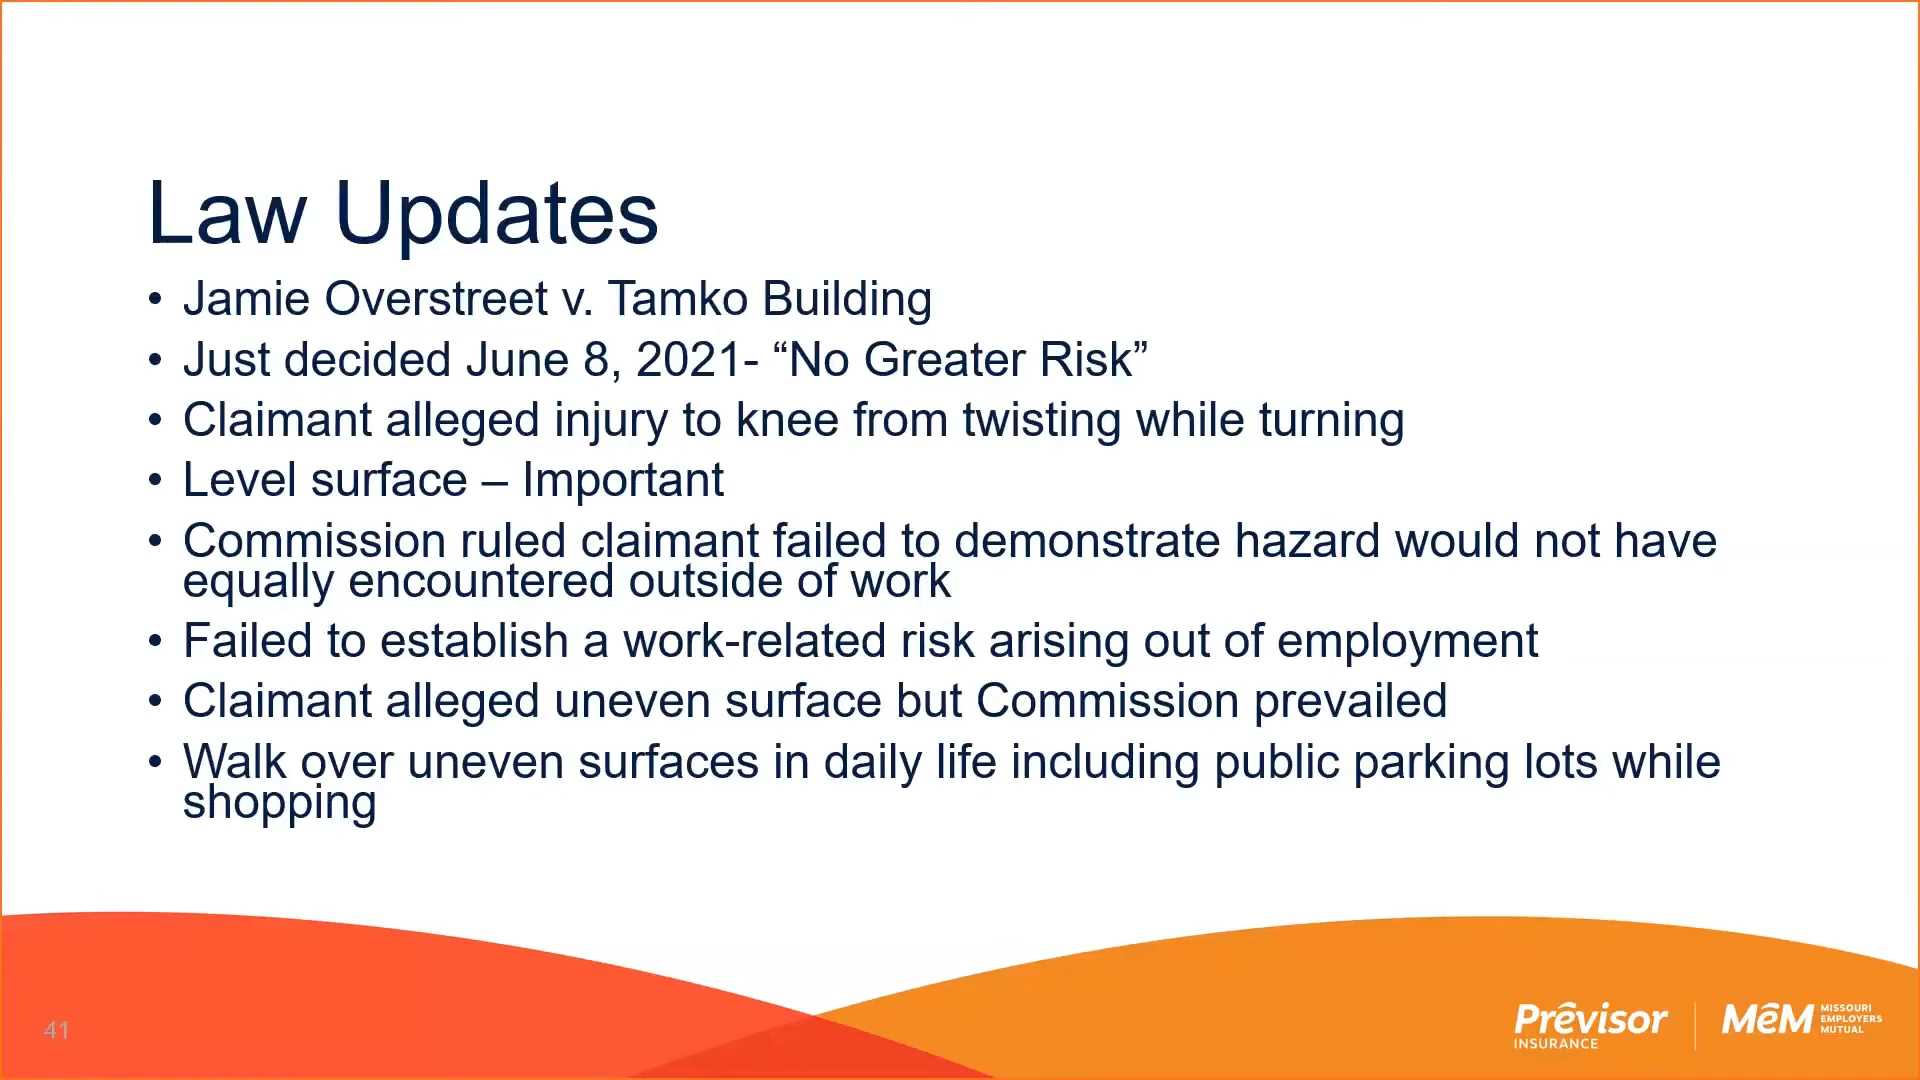 Law Updates
• Jamie Overstreet v. Tamko Building
• Just decided June 8, 2021- “No Greater Risk”
• Claimant alleged injury to knee from twisting while turning
• Level surface – Important
• Commission ruled claimant failed to demonstrate hazard would not have
equally encountered outside of work
• Failed to establish a work-related risk arising out of employment
• Claimant alleged uneven surface but Commission prevailed
• Walk over uneven surfaces in daily life including public parking lots while
shopping
41
Prēvisor
INSURANCE
MēM
MISSOURI
EMPLOYERS
MUTUAL